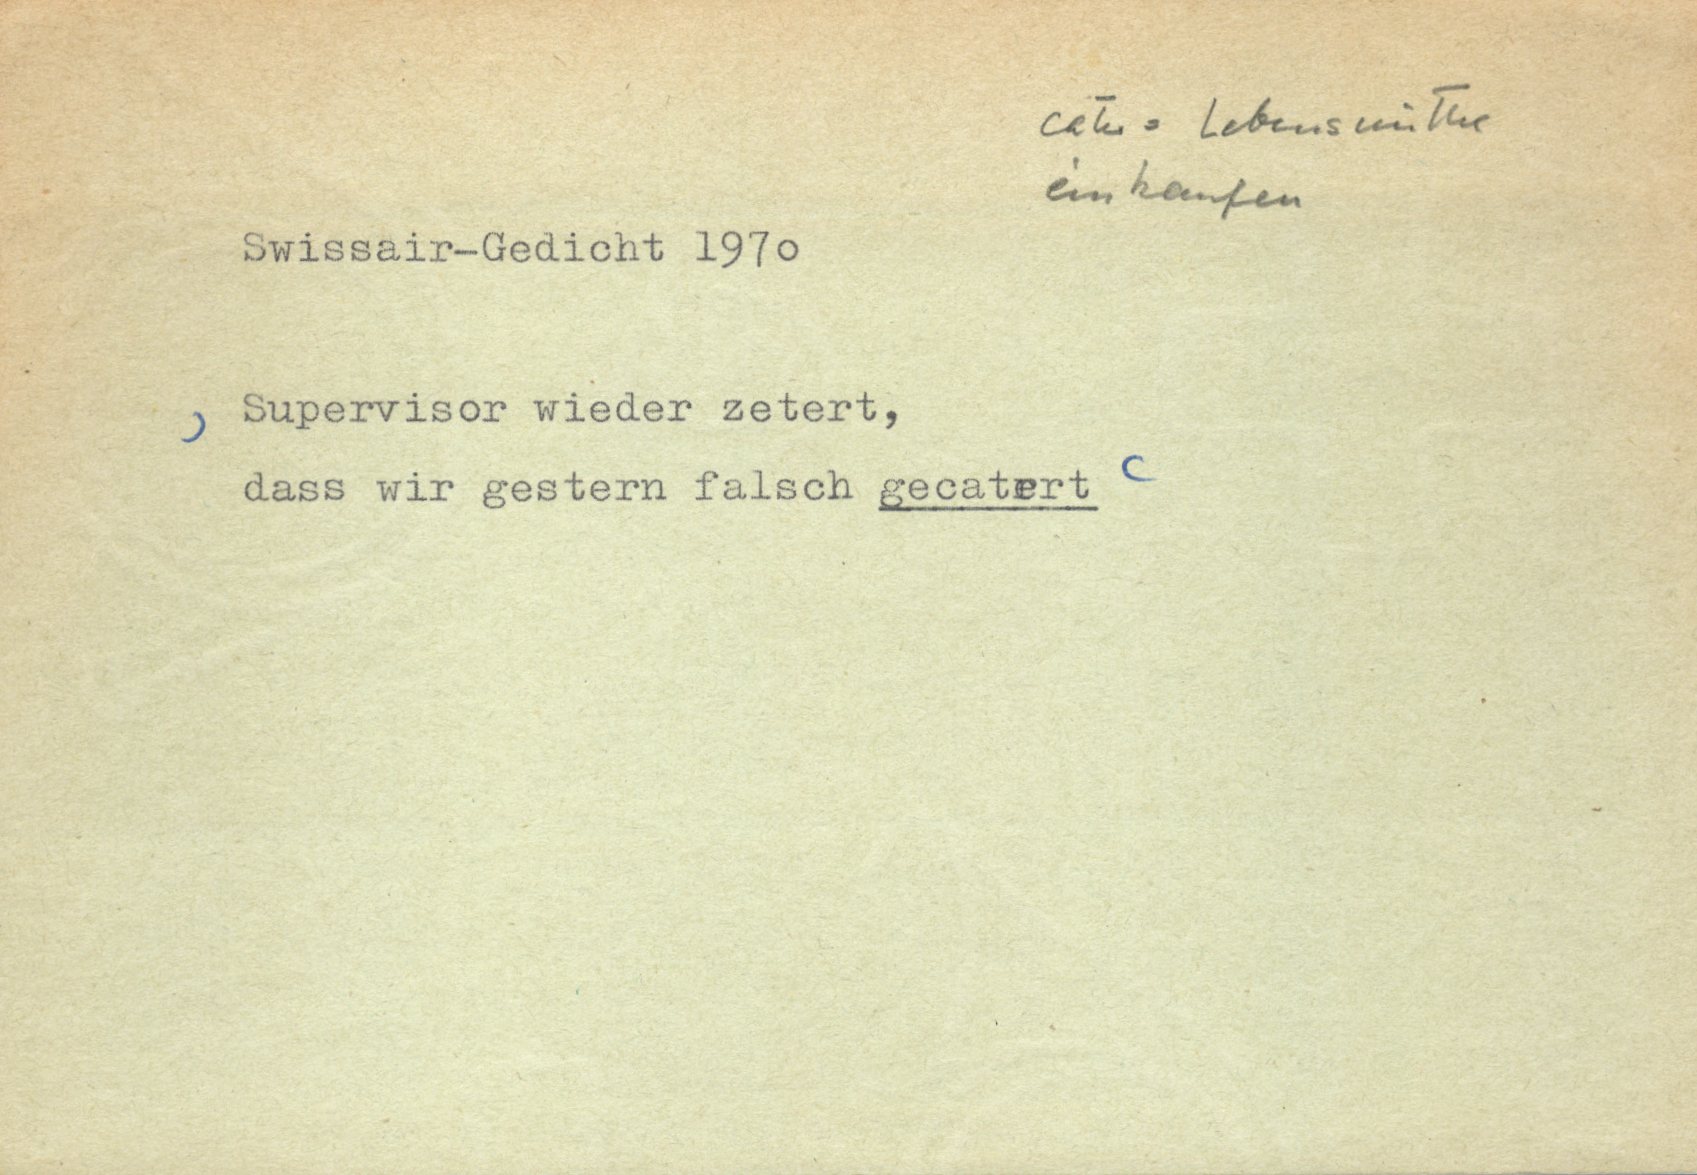 cater = Lebensmittel
einkaufen
Swissair-Gedicht 197o
Supervisor wieder zetert,
dass wir gestern falsch gecatert